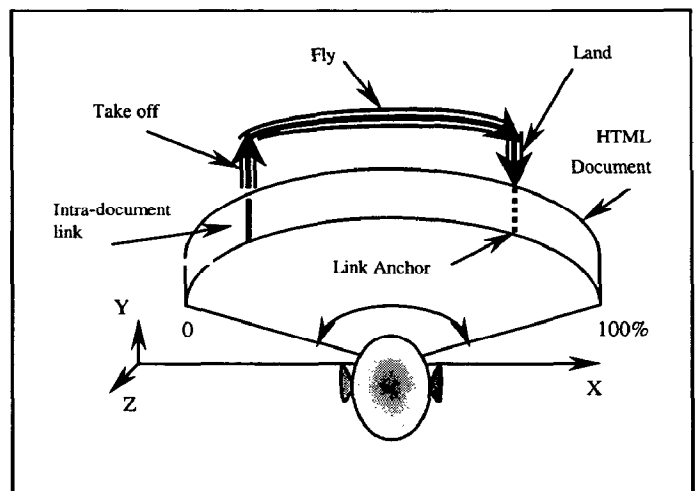 Fly
Land
Take off
HTML
Document
Intra-document
link
Link Anchor
Y
0
100%
Z
X